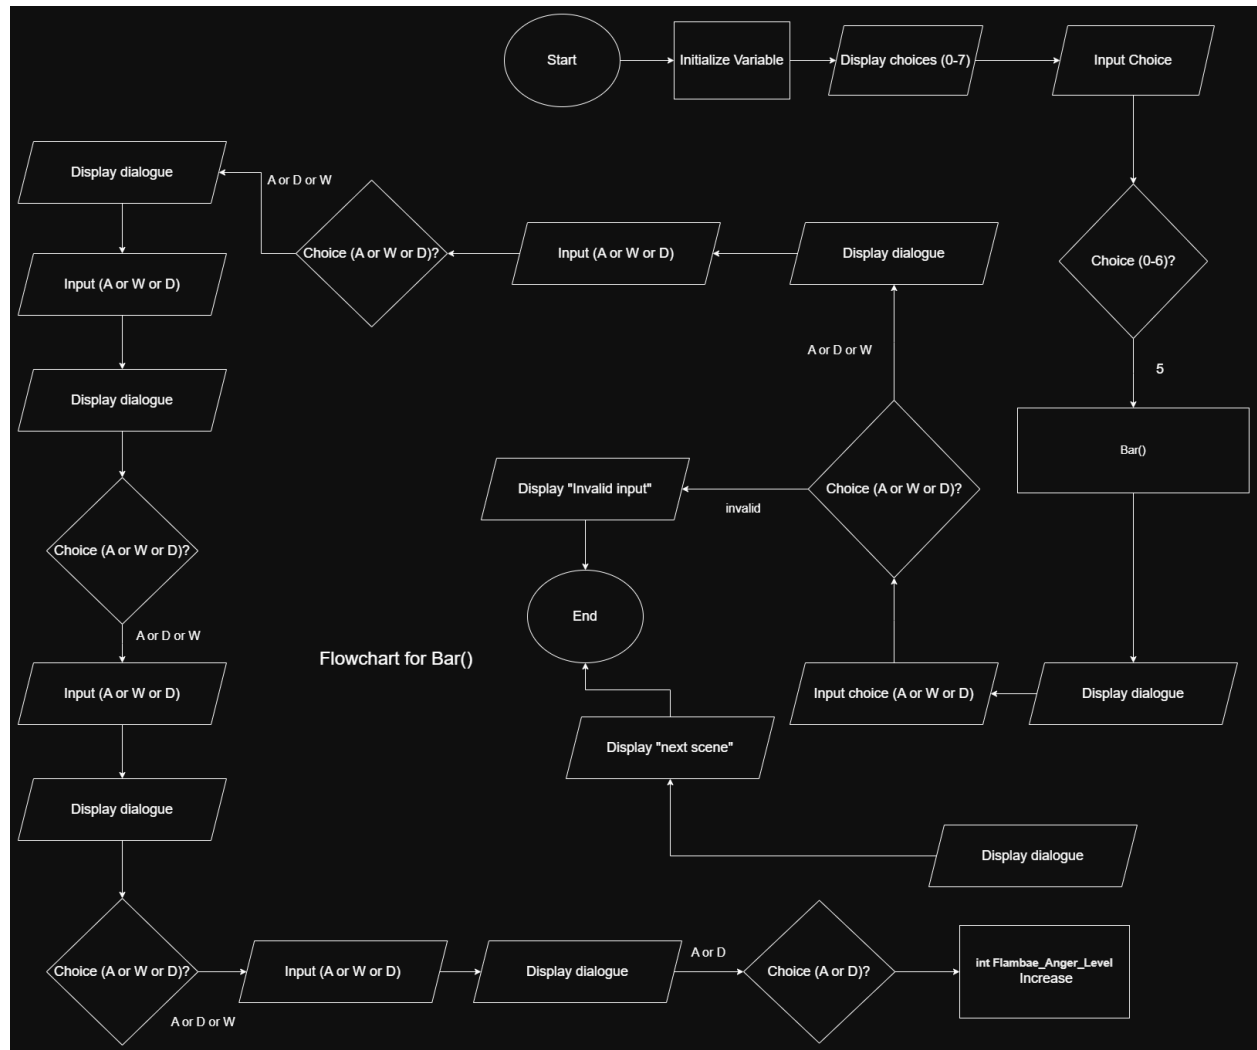 Start
Initialize Variable
Display choices (0-7)
Input Choice
Choice (0-6)?
5
Bar()
Display dialogue
Input choice (A or W or D)
Choice (A or W or D)?
invalid
Display "Invalid input"
End
A or D or W
Display dialogue
Input (A or W or D)
Choice (A or W or D)?
A or D or W
Display dialogue
Input (A or W or D)
Display dialogue
Choice (A or W or D)?
A or D or W
Input (A or W or D)
Display dialogue
Choice (A or W or D)?
A or D or W
Input (A or W or D)
Display dialogue
A or D
Choice (A or D)?
int Flambae_Anger_Level
Increase
Display dialogue
Display "next scene"
Flowchart for Bar()